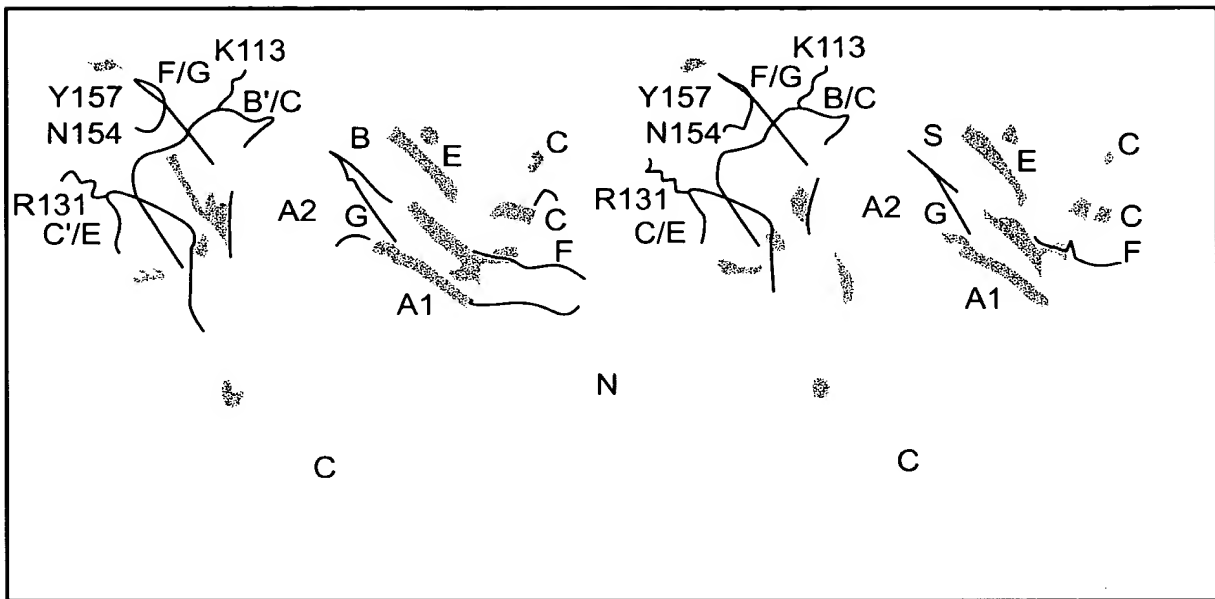 K113
F/G
Y157
B'/C
N154
B
E
C
R131
A2
G
C
C'/E
F
A1
K113
F/G
Y157
B/C
N154
S
E
C
R131
A2
G
C
C/E
F
A1
N
C
C